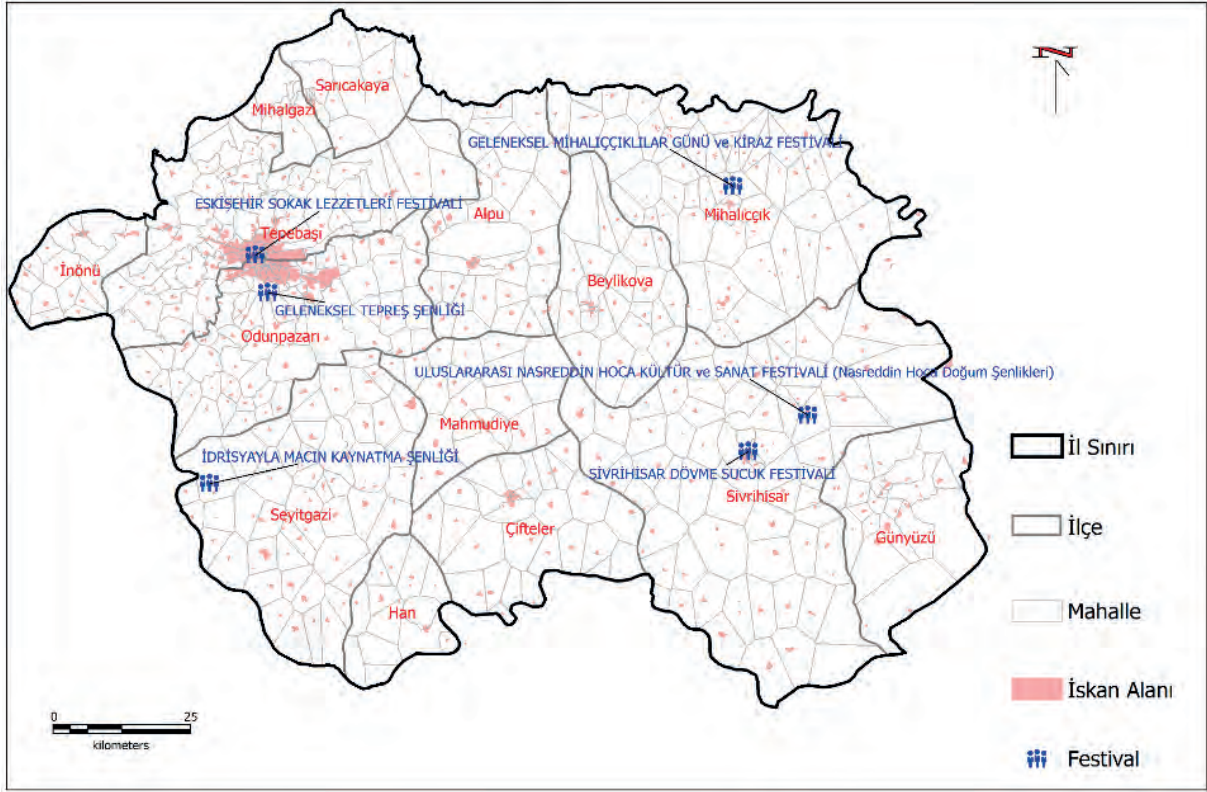 Sarıcakaya
Mihalgazi
GELENEKSEL MİHALIÇÇIKLILAR GÜNÜ ve KİRAZ FESTİVALİ
ESKİŞEHİR SOKAK LEZZETLERİ FESTİVALİ
Mihalıççık
Alpu
Tepebaşı
İnönü
Beylikova
GELENEKSEL TEPREŞ ŞENLİĞİ
Odunpazarı
ULUSLARARASI NASREDDİN HOCA KÜLTÜR ve SANAT FESTİVALİ (Nasreddin Hoca Doğum Şenlikleri)
Mahmudiye
İDRİSYAYLA MACIN KAYNATMA ŞENLİĞİ
SİVRİHİSAR DÖVME SUCUK FESTİVALİ
Sivrihisar
Seyitgazi
Çifteler
Günyüzü
Han
N
İl Sınırı
İlçe
Mahalle
İskan Alanı
Festival
0 25
kilometers